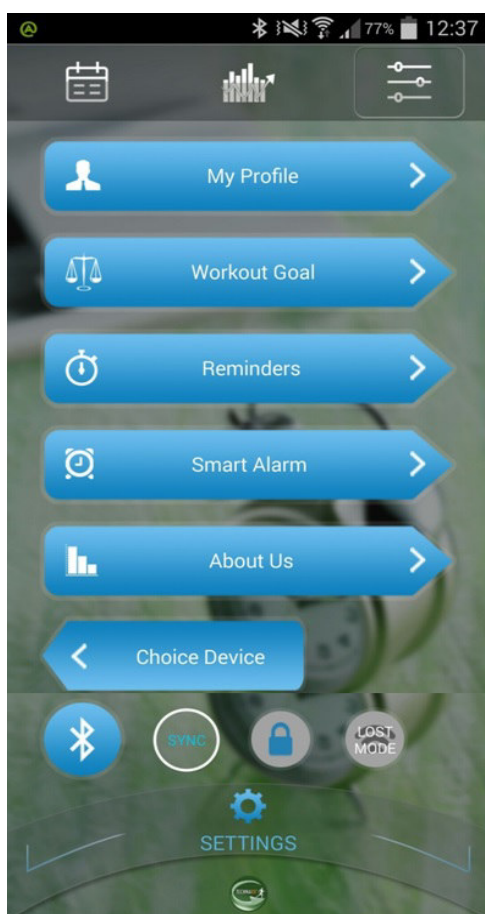 77% 12:37
My Profile
Workout Goal
Reminders
Smart Alarm
About Us
Choice Device
SYNC
LOST
MODE
SETTINGS